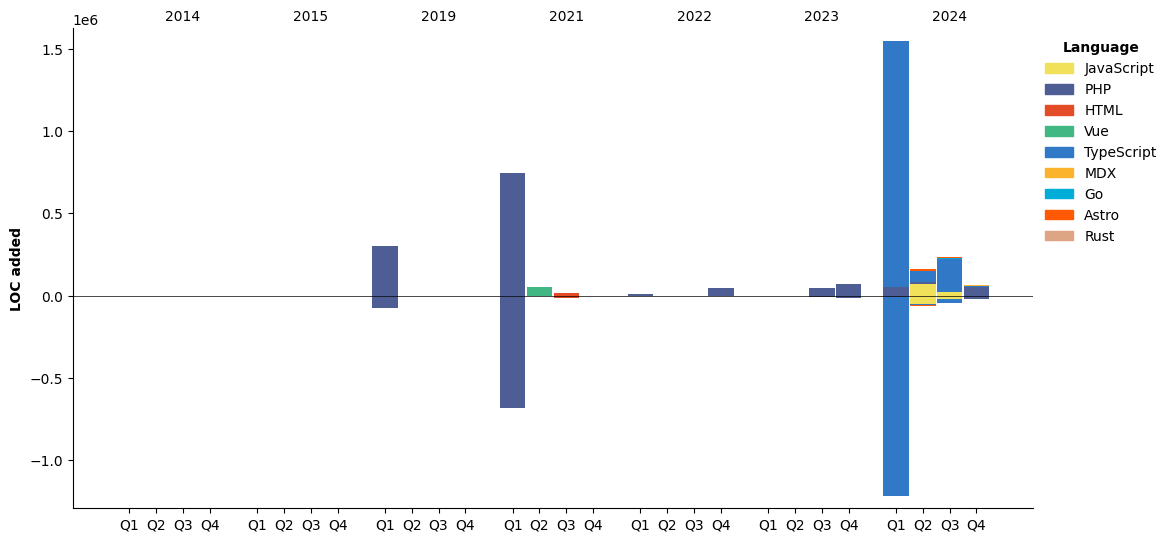 1e6
2014 2015 2019 2021 2022 2023 2024
Language
JavaScript
PHP
HTML
Vue
TypeScript
MDX
Go
Astro
Rust
LOC added
1.5
1.0
0.5
0.0
−0.5
−1.0
Q1 Q2 Q3 Q4 Q1 Q2 Q3 Q4 Q1 Q2 Q3 Q4 Q1 Q2 Q3 Q4 Q1 Q2 Q3 Q4 Q1 Q2 Q3 Q4 Q1 Q2 Q3 Q4